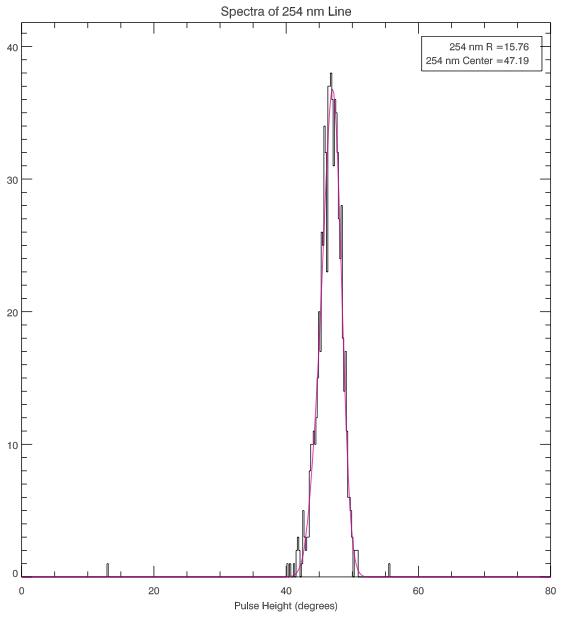 Spectra of 254 nm Line
254 nm R =15.76
254 nm Center =47.19
40
30
20
10
0
0 20 40 60 80
Pulse Height (degrees)